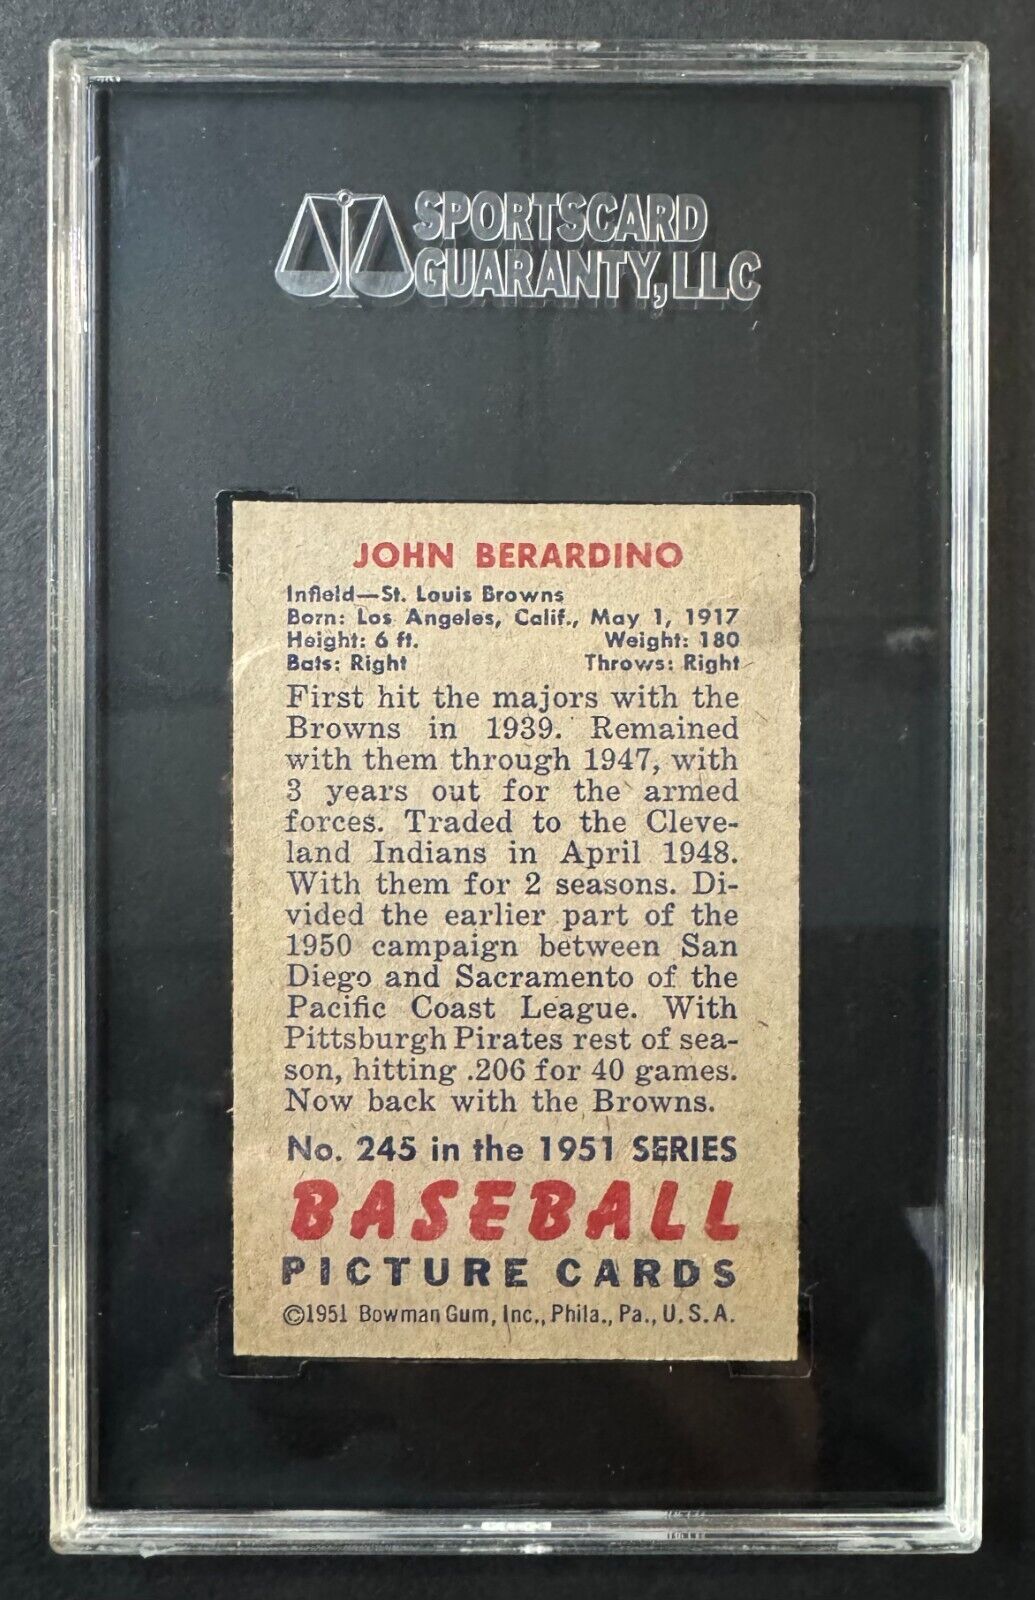 SPORTSCARD
GUARANTY, LLC
JOHN BERARDINO
Infield—St. Louis Browns
Born: Los Angeles, Calif., May 1, 1917
Height: 6 ft. Weight: 180
Bats: Right Throws: Right
First hit the majors with the
Browns in 1939. Remained
with them through 1947, with
3 years out for the armed
forces. Traded to the Cleve-
land Indians in April 1948.
With them for 2 seasons. Di-
vided the earlier part of the
1950 campaign between San
Diego and Sacramento of the
Pacific Coast League. With
Pittsburgh Pirates rest of sea-
son, hitting .206 for 40 games.
Now back with the Browns.
No. 245 in the 1951 SERIES
BASEBALL
PICTURE CARDS
©1951 Bowman Gum, Inc., Phila., Pa., U.S.A.